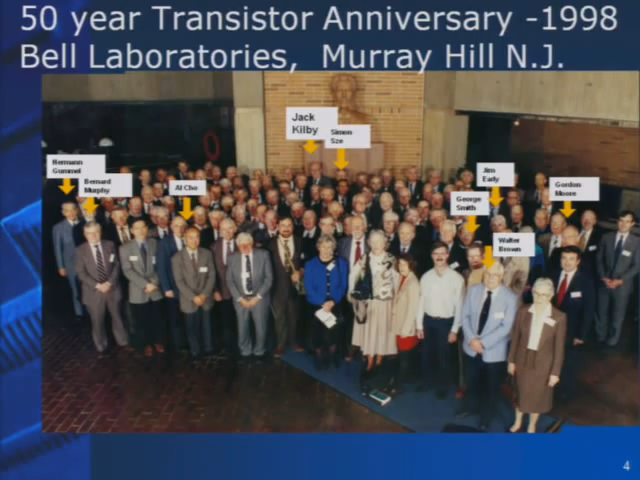 50 year Transistor Anniversary -1998
Bell Laboratories, Murray Hill N.J.
Jack
Kilby
Simon
Sze
Hermann
Gummel
Bernard
Murphy
Al Cho
Jim
Early
George
Smith
Gordon
Moore
Walter
Brown
4